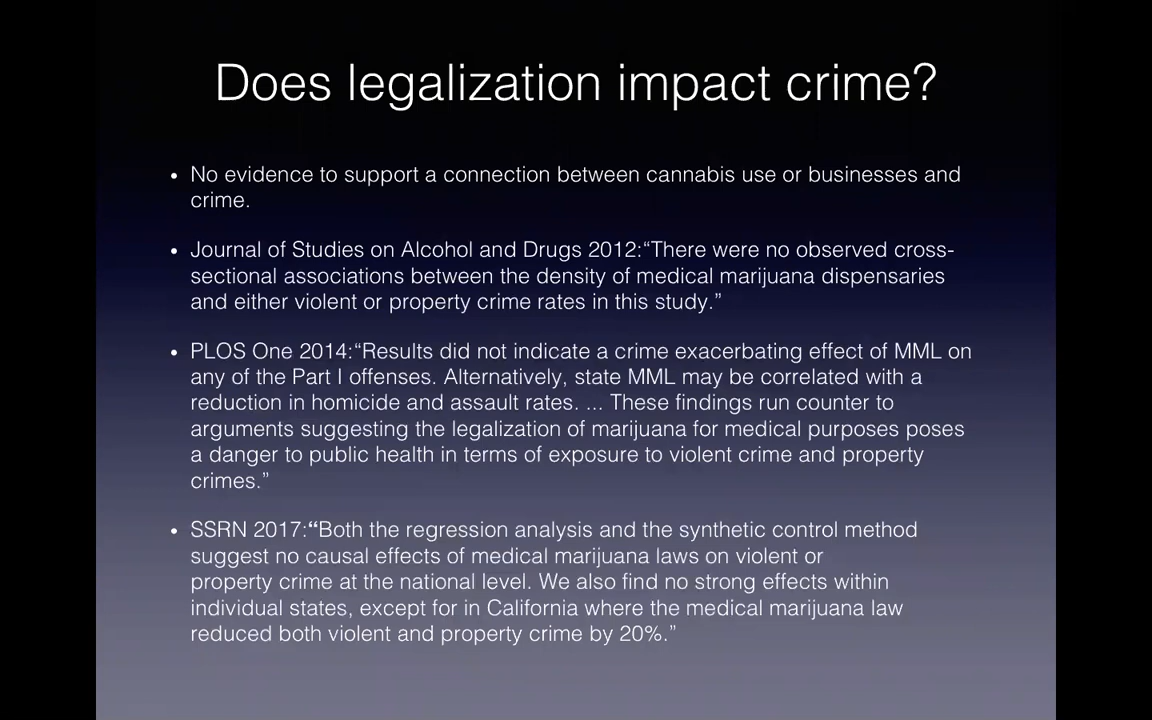 Does legalization impact crime?
• No evidence to support a connection between cannabis use or businesses and
crime.
• Journal of Studies on Alcohol and Drugs 2012:“There were no observed cross-
sectional associations between the density of medical marijuana dispensaries
and either violent or property crime rates in this study.”
• PLOS One 2014:“Results did not indicate a crime exacerbating effect of MML on
any of the Part I offenses. Alternatively, state MML may be correlated with a
reduction in homicide and assault rates. ... These findings run counter to
arguments suggesting the legalization of marijuana for medical purposes poses
a danger to public health in terms of exposure to violent crime and property
crimes.”
• SSRN 2017:“Both the regression analysis and the synthetic control method
suggest no causal effects of medical marijuana laws on violent or
property crime at the national level. We also find no strong effects within
individual states, except for in California where the medical marijuana law
reduced both violent and property crime by 20%.”